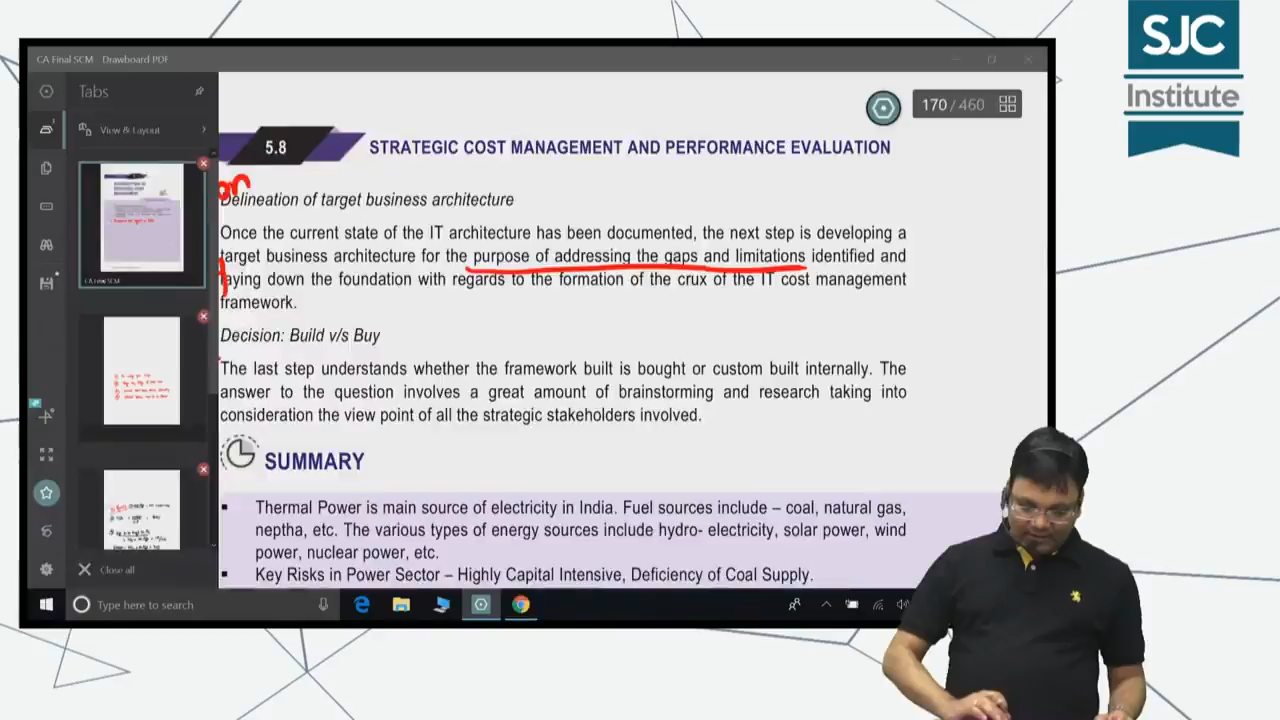 SJC
Institute
CA Final SCM Drawboard PDF
Tabs
View & Layout
CA Final SCM
Close all
170 / 460
5.8 STRATEGIC COST MANAGEMENT AND PERFORMANCE EVALUATION
or
Delineation of target business architecture
Once the current state of the IT architecture has been documented, the next step is developing a
target business architecture for the purpose of addressing the gaps and limitations identified and
laying down the foundation with regards to the formation of the crux of the IT cost management
framework.
Decision: Build v/s Buy
The last step understands whether the framework built is bought or custom built internally. The
answer to the question involves a great amount of brainstorming and research taking into
consideration the view point of all the strategic stakeholders involved.
SUMMARY
Thermal Power is main source of electricity in India. Fuel sources include – coal, natural gas,
neptha, etc. The various types of energy sources include hydro- electricity, solar power, wind
power, nuclear power, etc.
Key Risks in Power Sector – Highly Capital Intensive, Deficiency of Coal Supply.
Type here to search